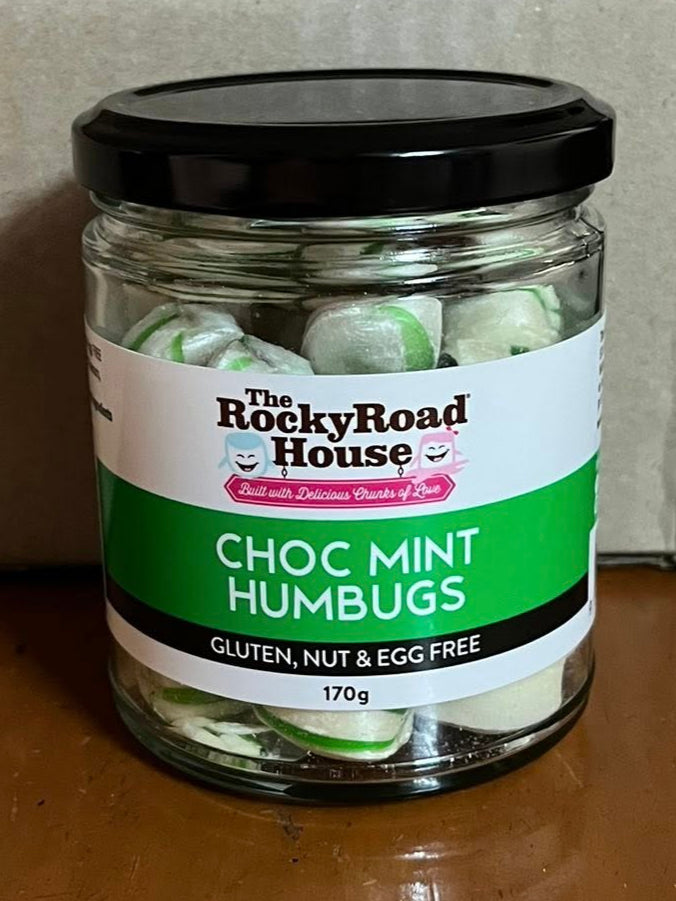 The
RockyRoad
House
Built with Delicious Chunks of Love
CHOC MINT
HUMBUGS
GLUTEN, NUT & EGG FREE
170g